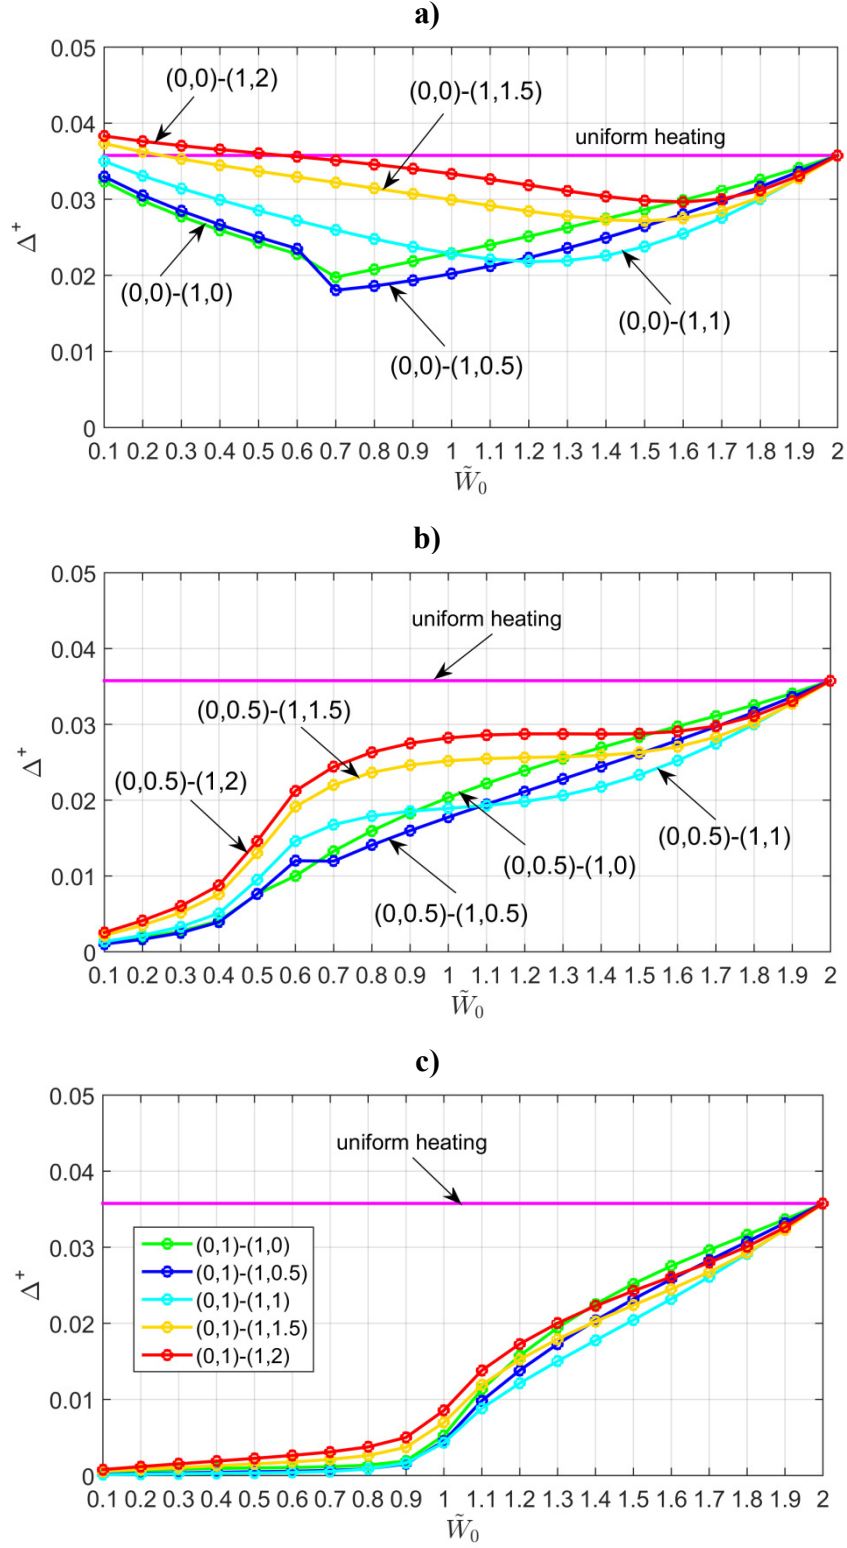 a)
0.05
(0,0)-(1,2)
(0,0)-(1,1.5)
0.04
uniform heating
0.03
Δ+
0.02
(0,0)-(1,0)
(0,0)-(1,1)
(0,0)-(1,0.5)
0.01
0
0.1 0.2 0.3 0.4 0.5 0.6 0.7 0.8 0.9 1 1.1 1.2 1.3 1.4 1.5 1.6 1.7 1.8 1.9 2
W̃0
b)
0.05
uniform heating
0.04
(0,0.5)-(1,1.5)
0.03
Δ+
(0,0.5)-(1,2)
0.02
(0,0.5)-(1,1)
(0,0.5)-(1,0)
0.01
(0,0.5)-(1,0.5)
0
0.1 0.2 0.3 0.4 0.5 0.6 0.7 0.8 0.9 1 1.1 1.2 1.3 1.4 1.5 1.6 1.7 1.8 1.9 2
W̃0
c)
0.05
uniform heating
0.04
0.03
Δ+
(0,1)-(1,0)
(0,1)-(1,0.5)
(0,1)-(1,1)
(0,1)-(1,1.5)
(0,1)-(1,2)
0.02
0.01
0
0.1 0.2 0.3 0.4 0.5 0.6 0.7 0.8 0.9 1 1.1 1.2 1.3 1.4 1.5 1.6 1.7 1.8 1.9 2
W̃0